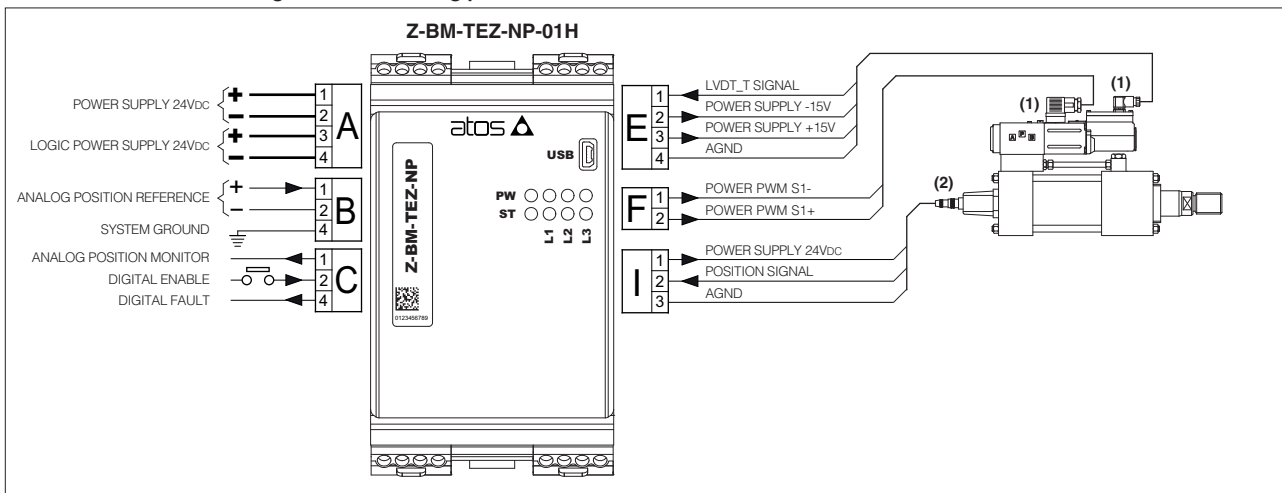 Z-BM-TEZ-NP-01H
POWER SUPPLY 24VDC
+
−
LOGIC POWER SUPPLY 24VDC
+
−
1
2
3
4
A
ANALOG POSITION REFERENCE
+
−
SYSTEM GROUND
1
2
4
B
ANALOG POSITION MONITOR
DIGITAL ENABLE
DIGITAL FAULT
1
2
4
C
atos
USB
PW
ST
L1
L2
L3
Z-BM-TEZ-NP
0123456789
E
1
2
3
4
LVDT_T SIGNAL
POWER SUPPLY -15V
POWER SUPPLY +15V
AGND
F
1
2
POWER PWM S1-
POWER PWM S1+
I
1
2
3
POWER SUPPLY 24VDC
POSITION SIGNAL
AGND
(1)
(1)
A P B
(2)